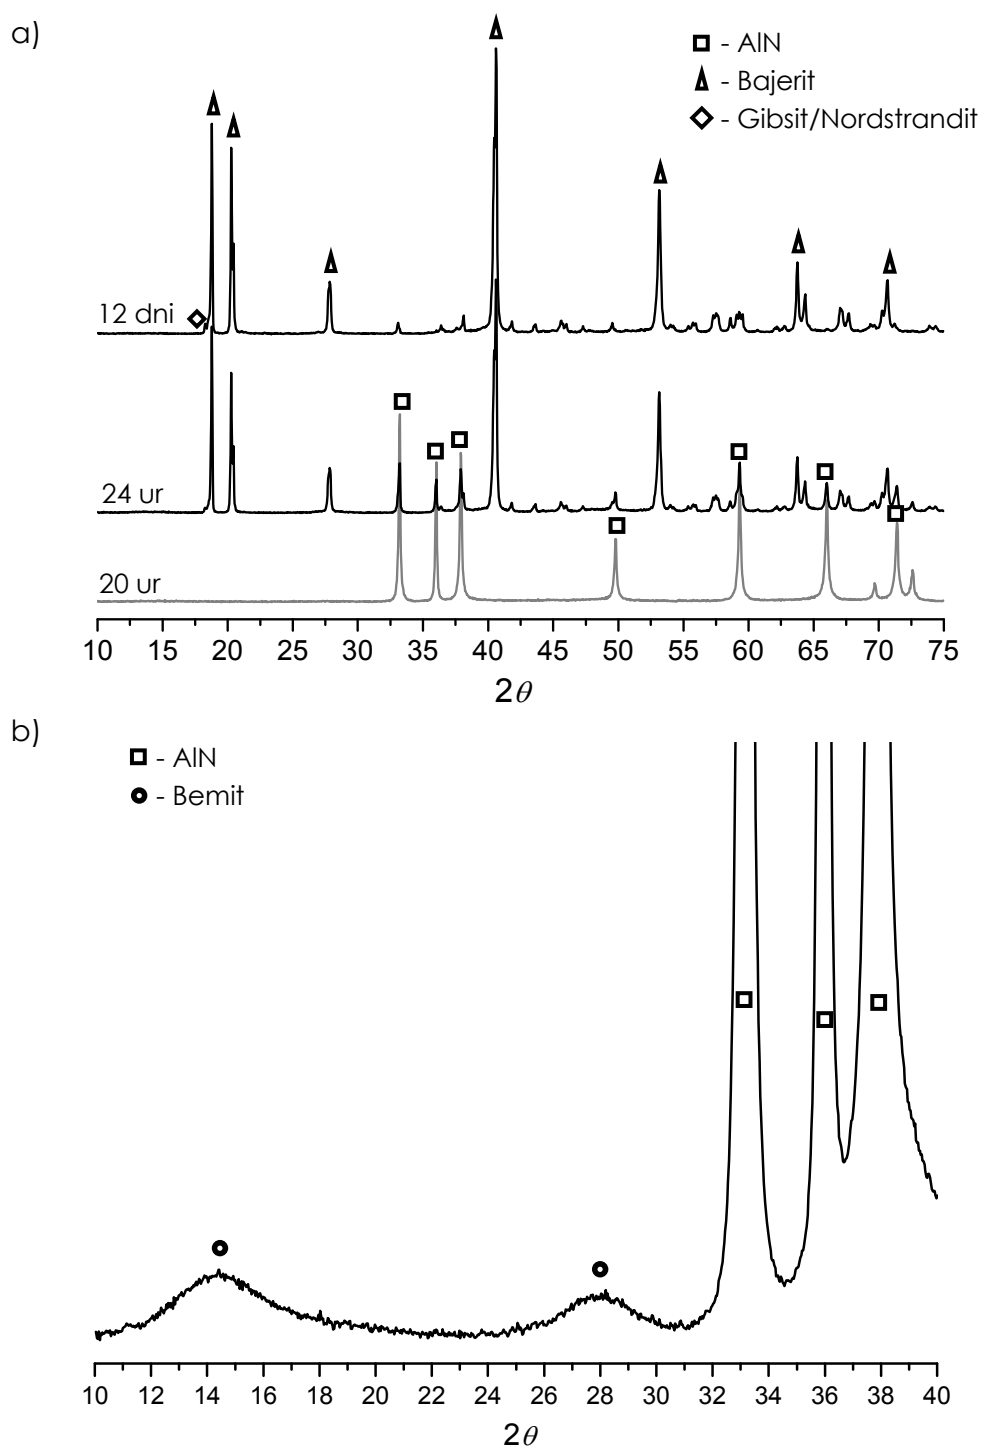 a)
- AlN
- Bajerit
- Gibsit/Nordstrandit
12 dni
24 ur
20 ur
10 15 20 25 30 35 40 45 50 55 60 65 70 75
2θ
b)
- AlN
- Bemit
10 12 14 16 18 20 22 24 26 28 30 32 34 36 38 40
2θ